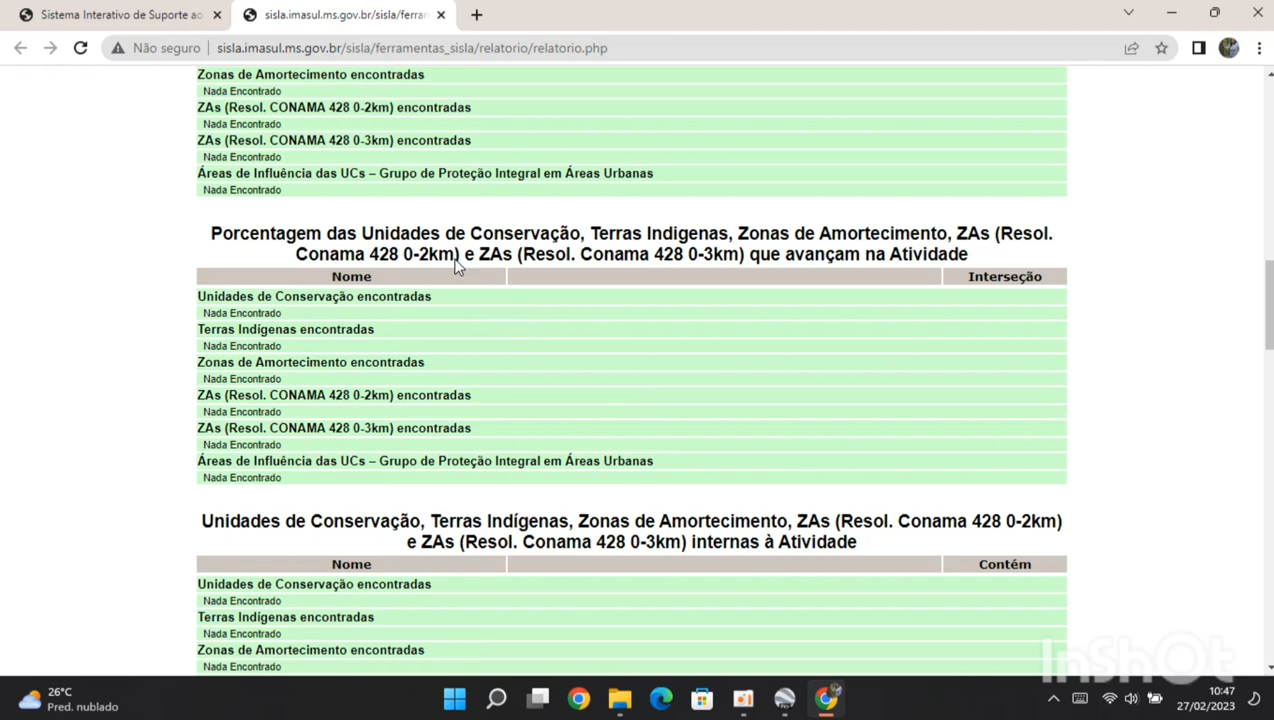 Sistema Interativo de Suporte ao
sisla.imasul.ms.gov.br/sisla/ferra
Não seguro
sisla.imasul.ms.gov.br/sisla/ferramentas_sisla/relatorio/relatorio.php
Zonas de Amortecimento encontradas
Nada Encontrado
ZAs (Resol. CONAMA 428 0-2km) encontradas
Nada Encontrado
ZAs (Resol. CONAMA 428 0-3km) encontradas
Nada Encontrado
Áreas de Influência das UCs – Grupo de Proteção Integral em Áreas Urbanas
Nada Encontrado
Porcentagem das Unidades de Conservação, Terras Indigenas, Zonas de Amortecimento, ZAs (Resol.
Conama 428 0-2km) e ZAs (Resol. Conama 428 0-3km) que avançam na Atividade
Nome Interseção
Unidades de Conservação encontradas
Nada Encontrado
Terras Indígenas encontradas
Nada Encontrado
Zonas de Amortecimento encontradas
Nada Encontrado
ZAs (Resol. CONAMA 428 0-2km) encontradas
Nada Encontrado
ZAs (Resol. CONAMA 428 0-3km) encontradas
Nada Encontrado
Áreas de Influência das UCs – Grupo de Proteção Integral em Áreas Urbanas
Nada Encontrado
Unidades de Conservação, Terras Indígenas, Zonas de Amortecimento, ZAs (Resol. Conama 428 0-2km)
e ZAs (Resol. Conama 428 0-3km) internas à Atividade
Nome Contém
Unidades de Conservação encontradas
Nada Encontrado
Terras Indígenas encontradas
Nada Encontrado
Zonas de Amortecimento encontradas
Nada Encontrado
InShOt
26°C
Pred. nublado
10:47
27/02/2023